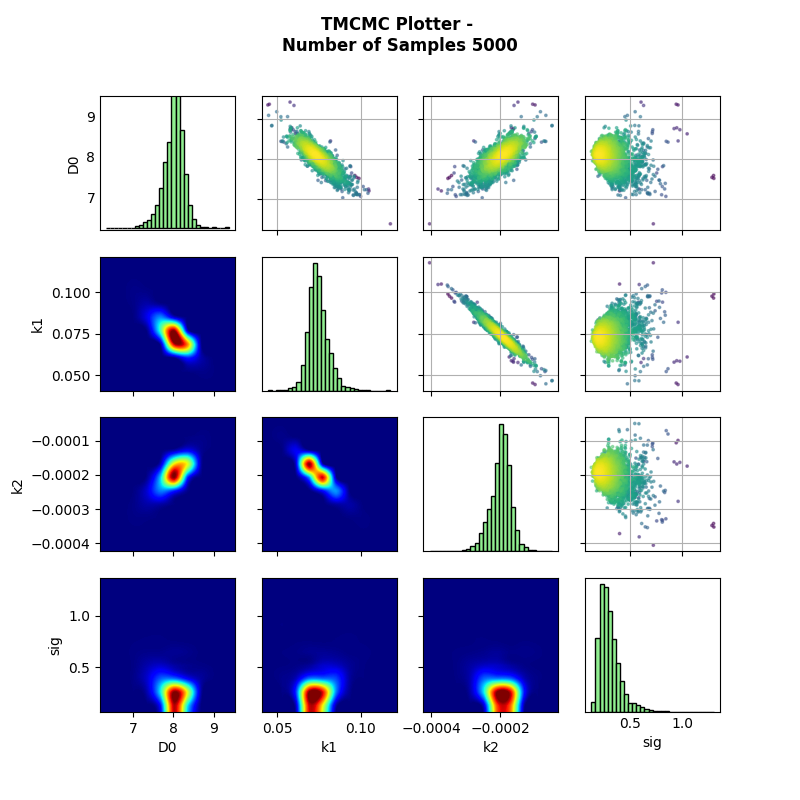 TMCMC Plotter -
Number of Samples 5000
9
8
7
D0
0.100
0.075
0.050
k1
−0.0001
−0.0002
−0.0003
−0.0004
k2
1.0
0.5
sig
7 8 9
D0
0.05 0.10
k1
−0.0004 −0.0002
k2
0.5 1.0
sig